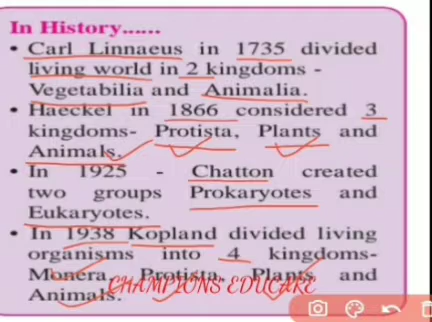 In History......
• Carl Linnaeus in 1735 divided
living world in 2 kingdoms -
Vegetabilia and Animalia.
• Haeckel in 1866 considered 3
kingdoms- Protista, Plants and
Animals.
• In 1925 - Chatton created
two groups Prokaryotes and
Eukaryotes.
• In 1938 Kopland divided living
organisms into 4 kingdoms-
Monera, Protista, Plants and
Animals.
CHAMPIONS EDUCARE